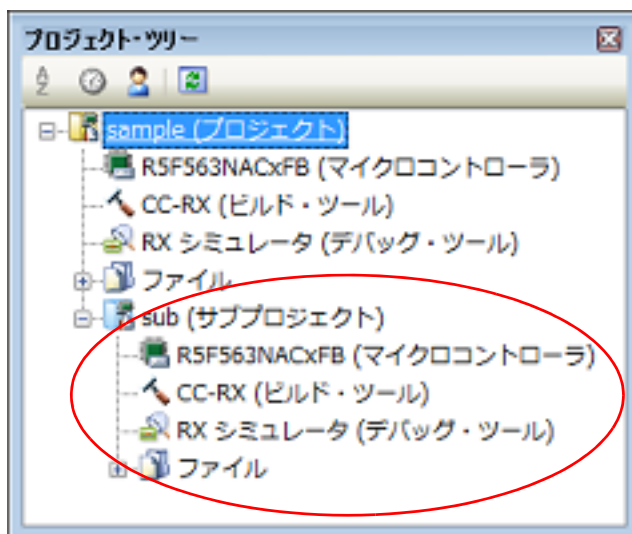 プロジェクト・ツリー
sample (プロジェクト)
R5F563NACxFB (マイクロコントローラ)
CC-RX (ビルド・ツール)
RX シミュレータ (デバッグ・ツール)
ファイル
sub (サブプロジェクト)
R5F563NACxFB (マイクロコントローラ)
CC-RX (ビルド・ツール)
RX シミュレータ (デバッグ・ツール)
ファイル